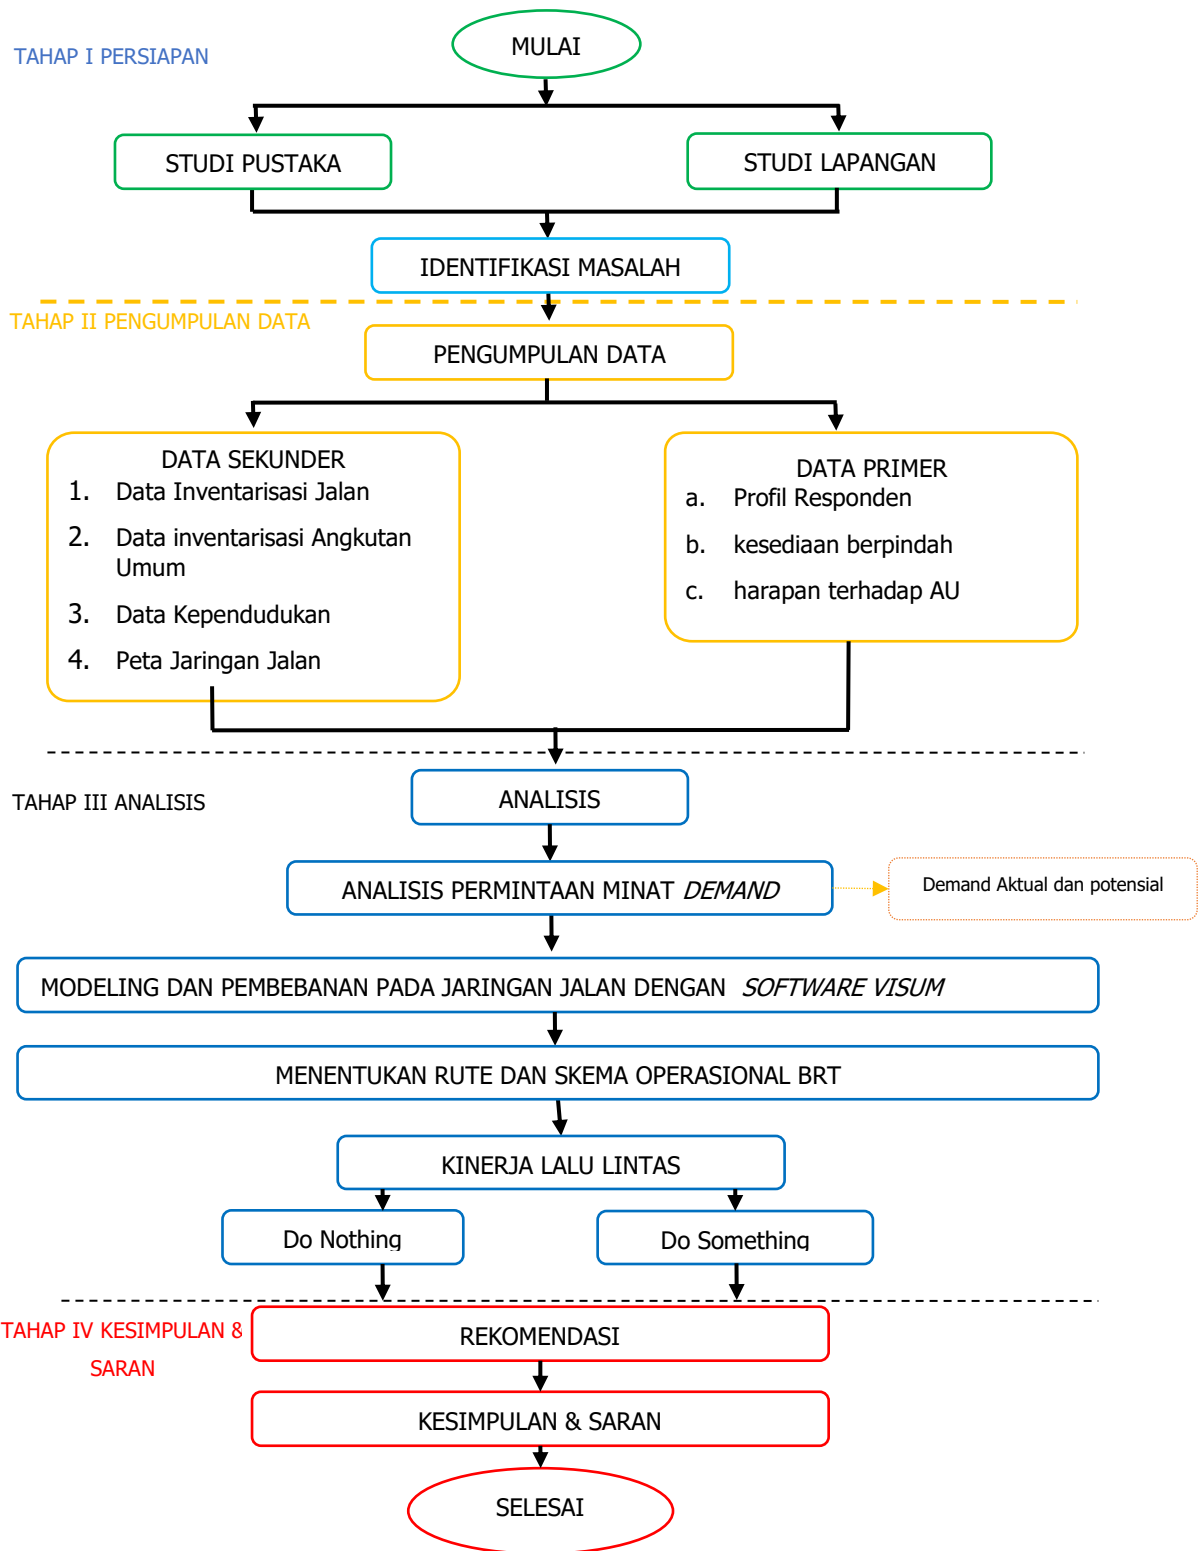 MULAI
TAHAP I PERSIAPAN
STUDI PUSTAKA
STUDI LAPANGAN
IDENTIFIKASI MASALAH
TAHAP II PENGUMPULAN DATA
PENGUMPULAN DATA
DATA SEKUNDER
1. Data Inventarisasi Jalan
2. Data inventarisasi Angkutan
Umum
3. Data Kependudukan
4. Peta Jaringan Jalan
DATA PRIMER
a. Profil Responden
b. kesediaan berpindah
c. harapan terhadap AU
TAHAP III ANALISIS
ANALISIS
ANALISIS PERMINTAAN MINAT DEMAND
Demand Aktual dan potensial
MODELING DAN PEMBEBANAN PADA JARINGAN JALAN DENGAN SOFTWARE VISUM
MENENTUKAN RUTE DAN SKEMA OPERASIONAL BRT
KINERJA LALU LINTAS
Do Nothing
Do Something
TAHAP IV KESIMPULAN &
SARAN
REKOMENDASI
KESIMPULAN & SARAN
SELESAI